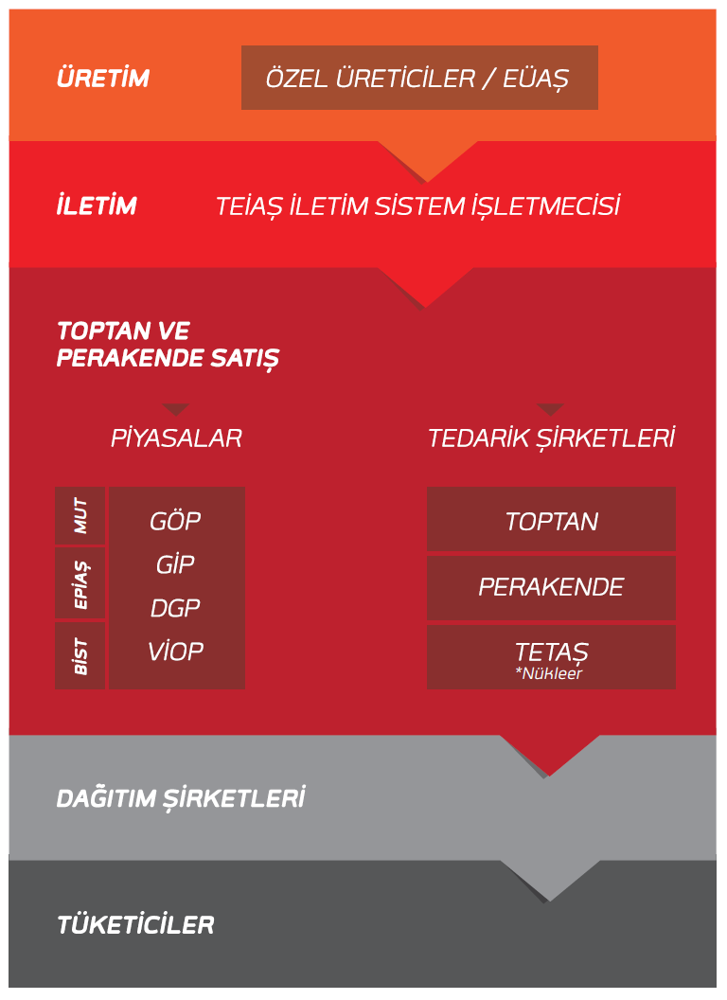 ÜRETİM
ÖZEL ÜRETİCİLER / EÜAŞ
İLETİM
TEİAŞ İLETİM SİSTEM İŞLETMECİSİ
TOPTAN VE
PERAKENDE SATIŞ
PİYASALAR
MUT
EPİAŞ
BİST
GÖP
GİP
DGP
VİOP
TEDARİK ŞİRKETLERİ
TOPTAN
PERAKENDE
TETAŞ
*Nükleer
DAĞITIM ŞİRKETLERİ
TÜKETİCİLER